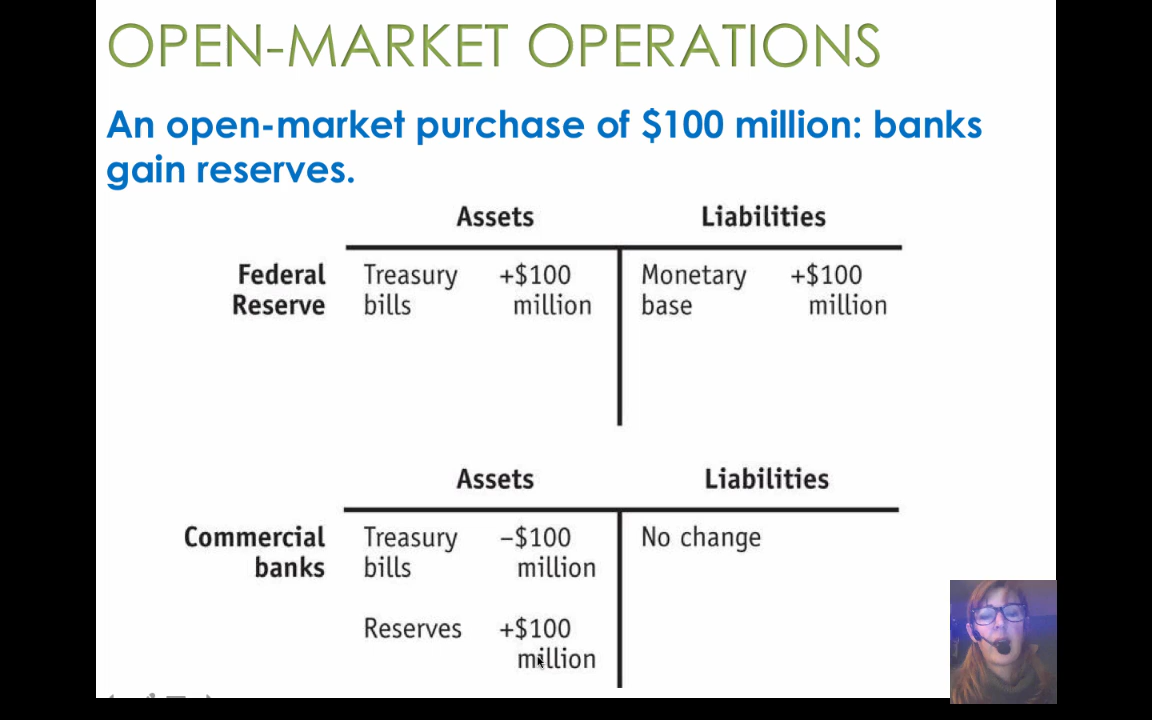 OPEN-MARKET OPERATIONS
An open-market purchase of $100 million: banks
gain reserves.
Assets Liabilities
Federal Treasury +$100 Monetary +$100
Reserve bills million base million
Assets Liabilities
Commercial Treasury –$100 No change
banks bills million
Reserves +$100
million